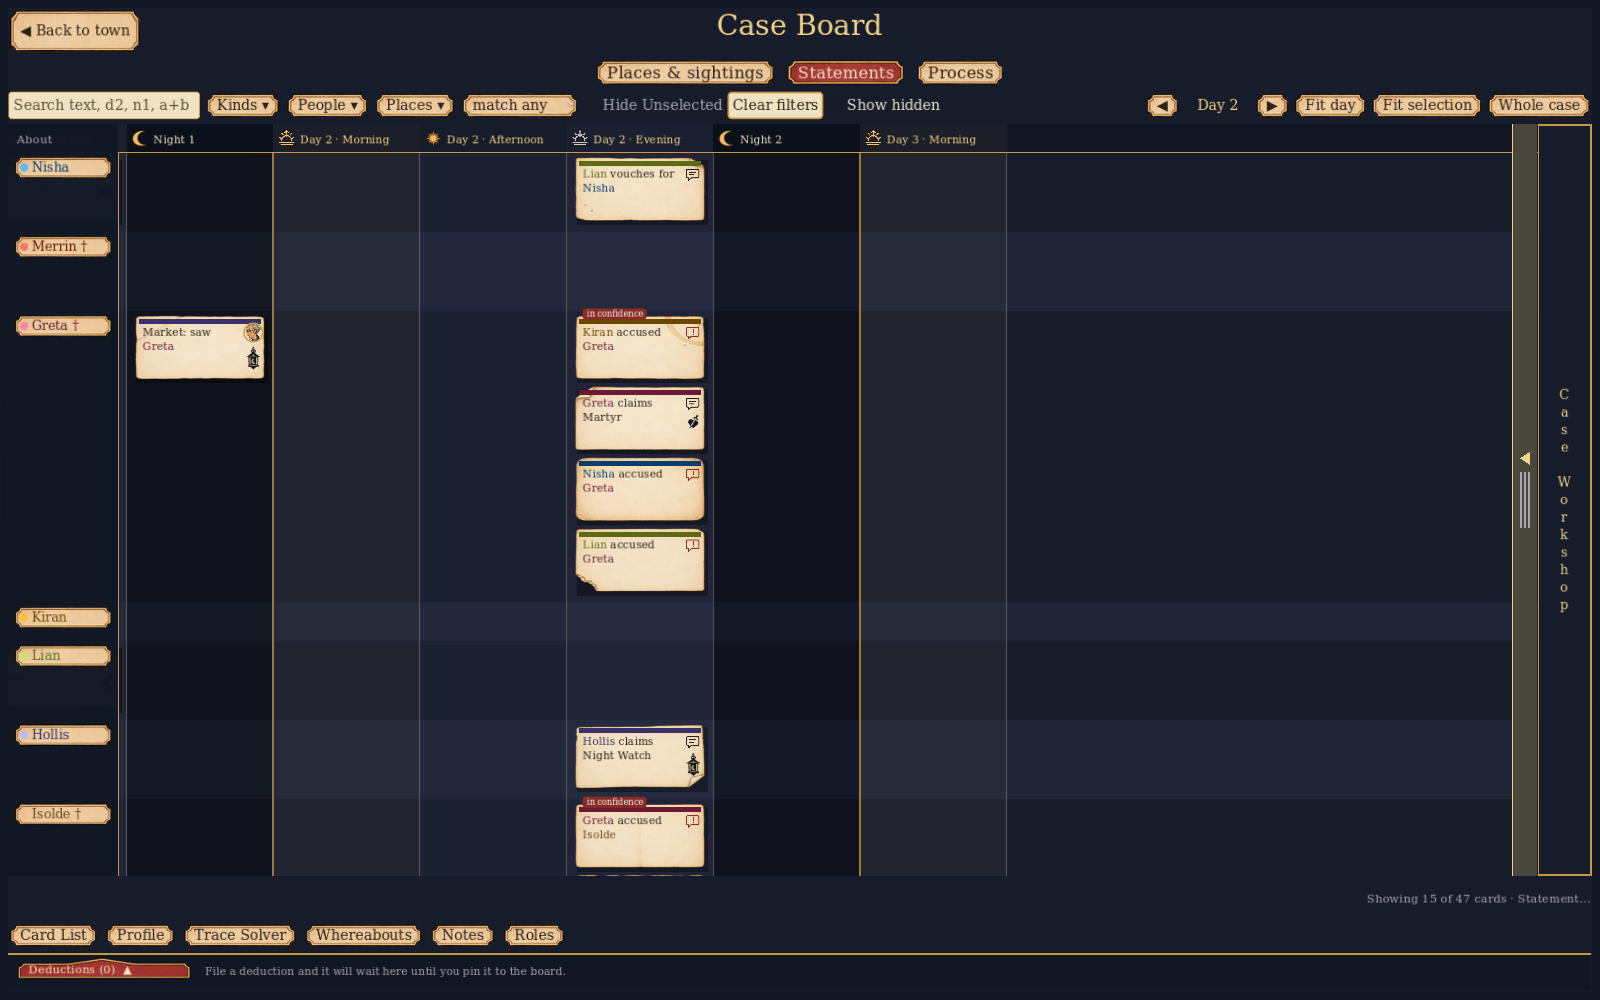 ◀ Back to town
Case Board
Places & sightings
Statements
Process
Search text, d2, n1, a+b
Kinds ▾
People ▾
Places ▾
match any
Hide Unselected
Clear filters
Show hidden
◀
Day 2
▶
Fit day
Fit selection
Whole case
About
Night 1
Day 2 · Morning
Day 2 · Afternoon
Day 2 · Evening
Night 2
Day 3 · Morning
Nisha
Lian vouches for
Nisha
Merrin †
Greta †
Market: saw
Greta
in confidence
Kiran accused
Greta
Greta claims
Martyr
Nisha accused
Greta
Lian accused
Greta
Kiran
Lian
Hollis
Hollis claims
Night Watch
Isolde †
in confidence
Greta accused
Isolde
Case Workshop
Showing 15 of 47 cards · Statement...
Card List
Profile
Trace Solver
Whereabouts
Notes
Roles
Deductions (0) ▲
File a deduction and it will wait here until you pin it to the board.